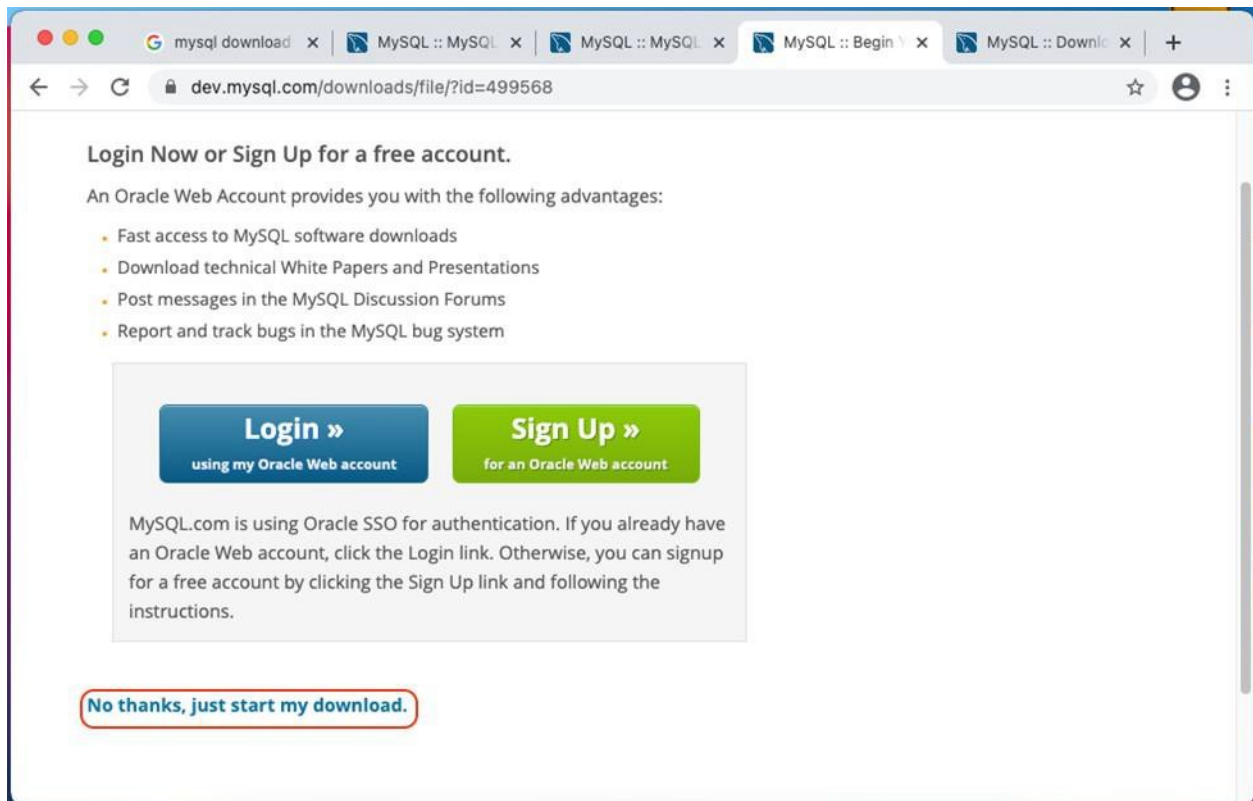 mysql download
MySQL :: MySQL
MySQL :: MySQL
MySQL :: Begin
MySQL :: Downlo
dev.mysql.com/downloads/file/?id=499568
Login Now or Sign Up for a free account.
An Oracle Web Account provides you with the following advantages:
Fast access to MySQL software downloads
Download technical White Papers and Presentations
Post messages in the MySQL Discussion Forums
Report and track bugs in the MySQL bug system
Login »
using my Oracle Web account
Sign Up »
for an Oracle Web account
MySQL.com is using Oracle SSO for authentication. If you already have
an Oracle Web account, click the Login link. Otherwise, you can signup
for a free account by clicking the Sign Up link and following the
instructions.
No thanks, just start my download.